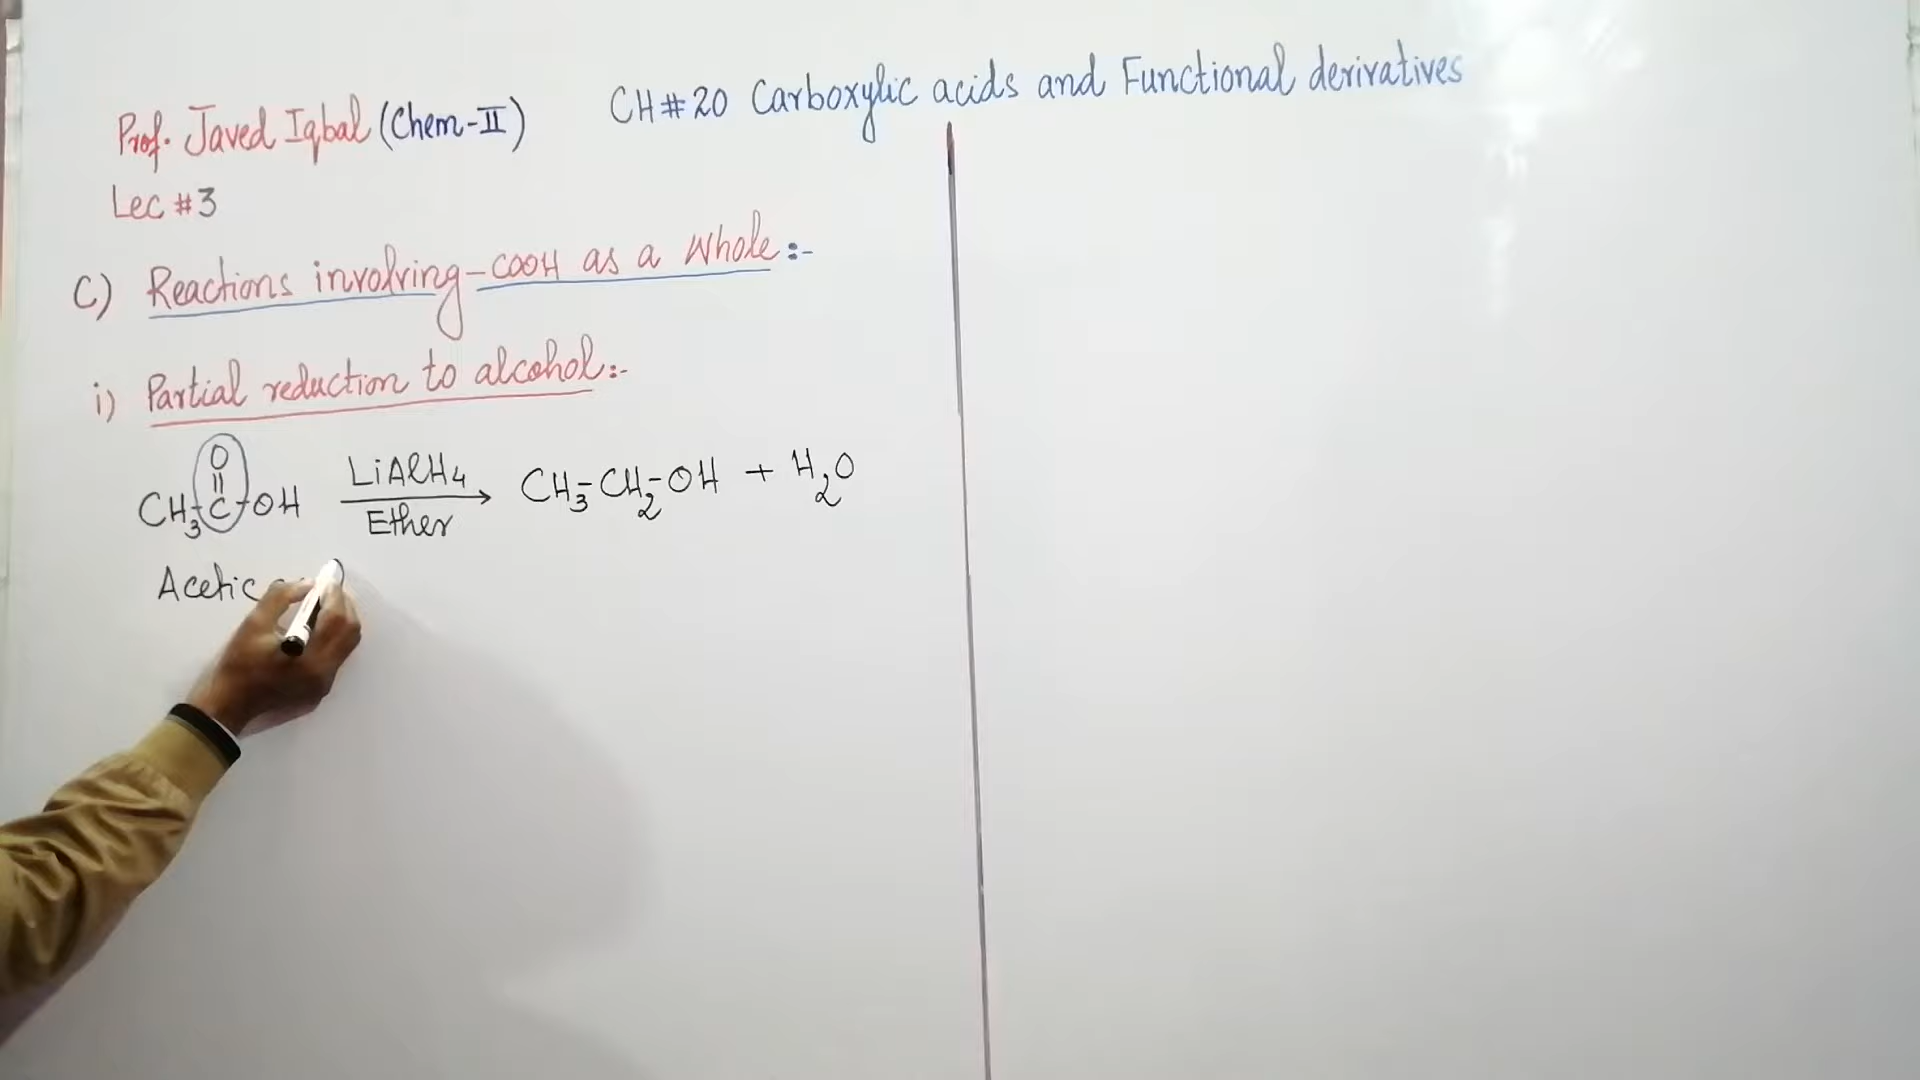 CH#20 Carboxylic acids and Functional derivatives
Prof. Javed Iqbal (Chem-II)
Lec #3
C) Reactions involving -COOH as a Whole:-
i) Partial reduction to alcohol:-
O
||
CH₃-C-OH LiAlH₄ Ether → CH₃-CH₂-OH + H₂O
Acetic